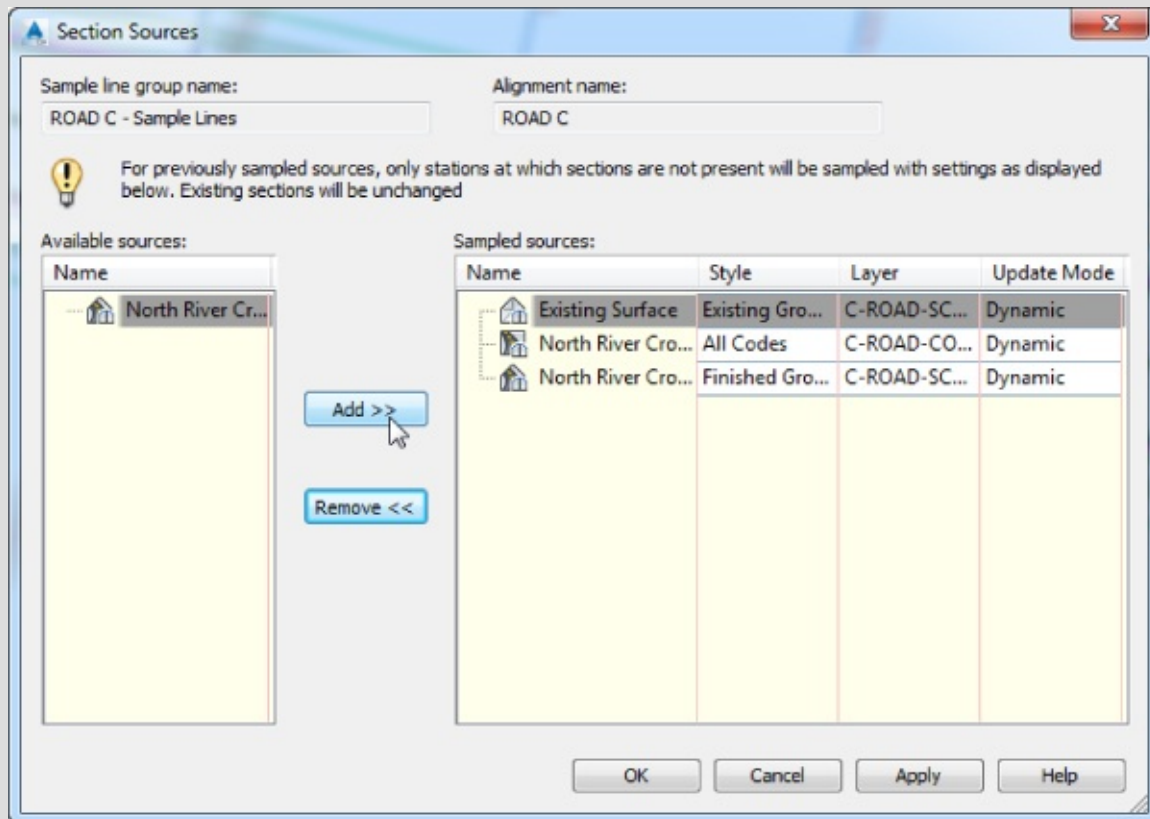 Section Sources
Sample line group name:
Alignment name:
ROAD C - Sample Lines
ROAD C
For previously sampled sources, only stations at which sections are not present will be sampled with settings as displayed
below. Existing sections will be unchanged
Available sources:
Sampled sources:
Name
Name Style Layer Update Mode
North River Cr...
Existing Surface Existing Gro... C-ROAD-SC... Dynamic
North River Cro... All Codes C-ROAD-CO... Dynamic
North River Cro... Finished Gro... C-ROAD-SC... Dynamic
Add >>
Remove <<
OK Cancel Apply Help